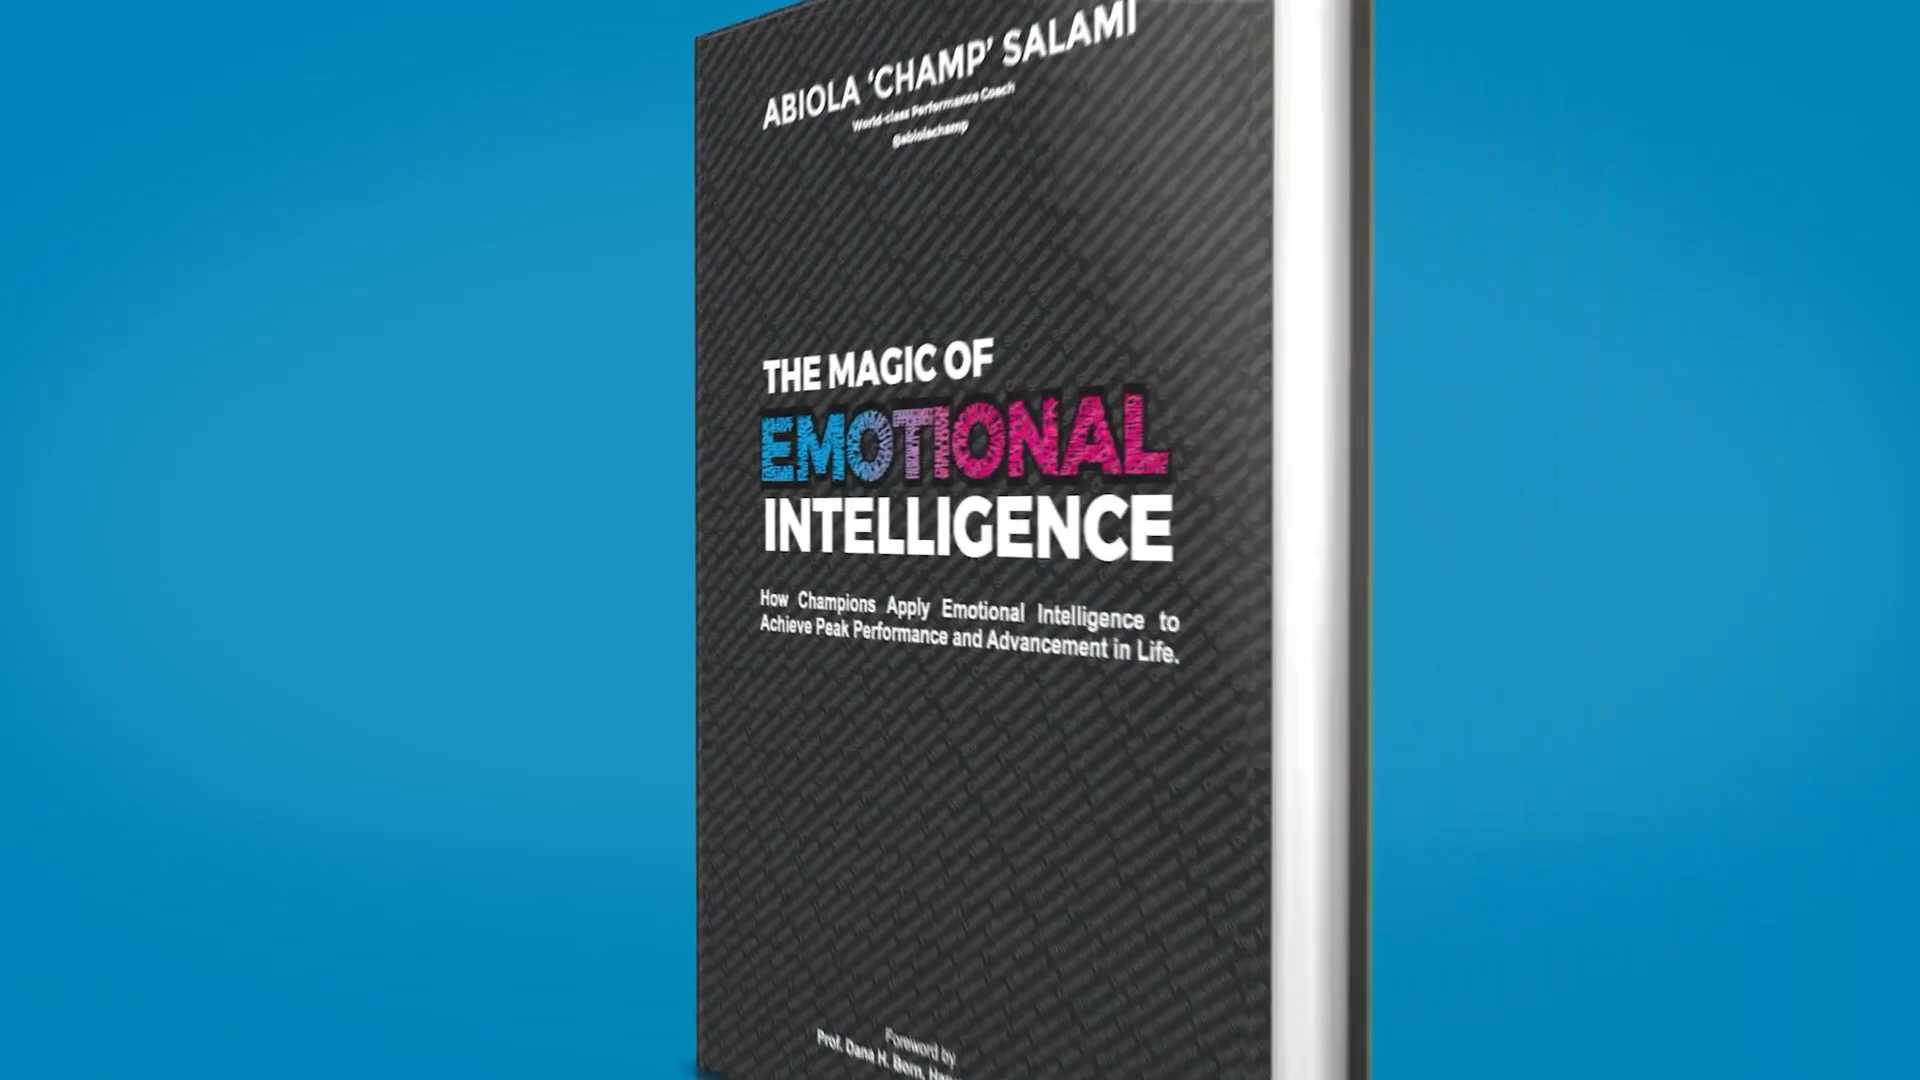 ABIOLA ‘CHAMP’ SALAMI
World-class Performance Coach
@abiolachamp
THE MAGIC OF
EMOTIONAL
INTELLIGENCE
How Champions Apply Emotional Intelligence to
Achieve Peak Performance and Advancement in Life.
Foreword by
Prof. Dana H. Born,